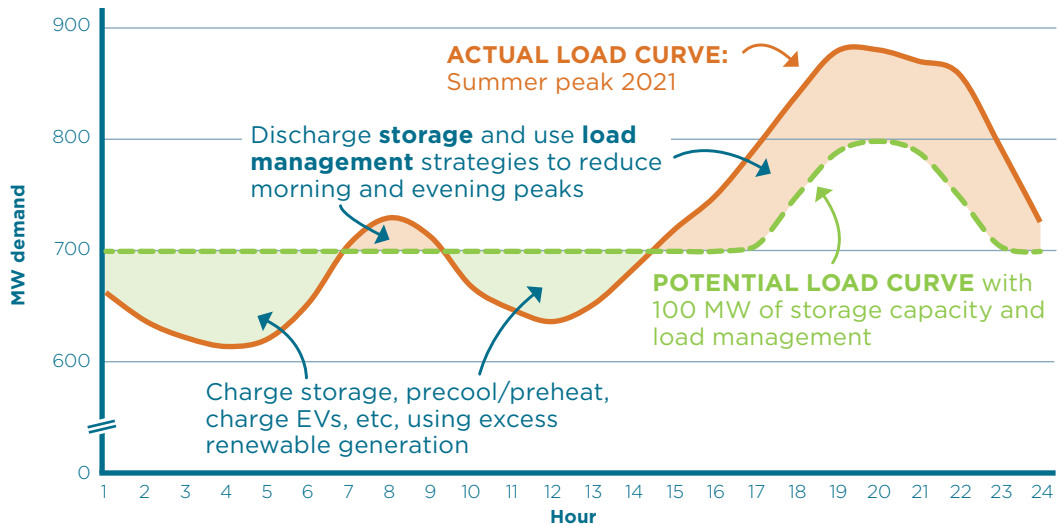 900
ACTUAL LOAD CURVE:
Summer peak 2021
800
Discharge storage and use load
management strategies to reduce
morning and evening peaks
MW demand
700
POTENTIAL LOAD CURVE with
100 MW of storage capacity and
load management
600
Charge storage, precool/preheat,
charge EVs, etc, using excess
renewable generation
0
1 2 3 4 5 6 7 8 9 10 11 12 13 14 15 16 17 18 19 20 21 22 23 24
Hour